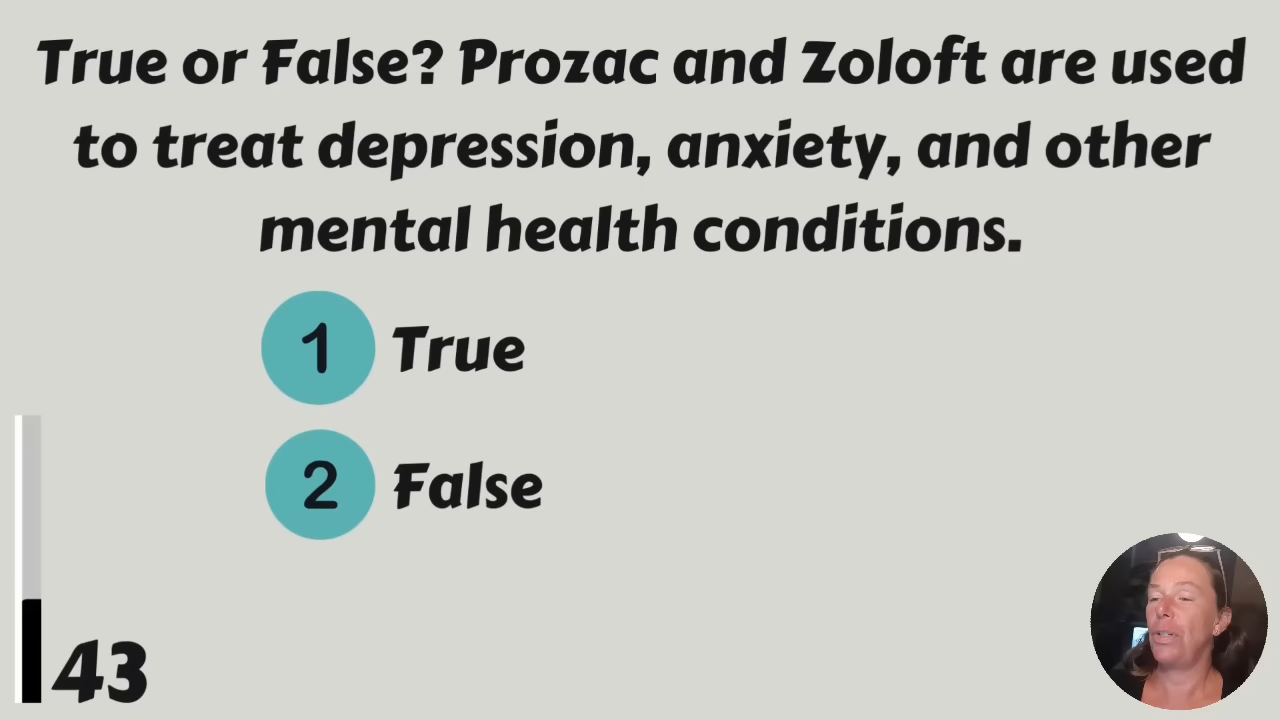 True or False? Prozac and Zoloft are used
to treat depression, anxiety, and other
mental health conditions.
1 True
2 False
43